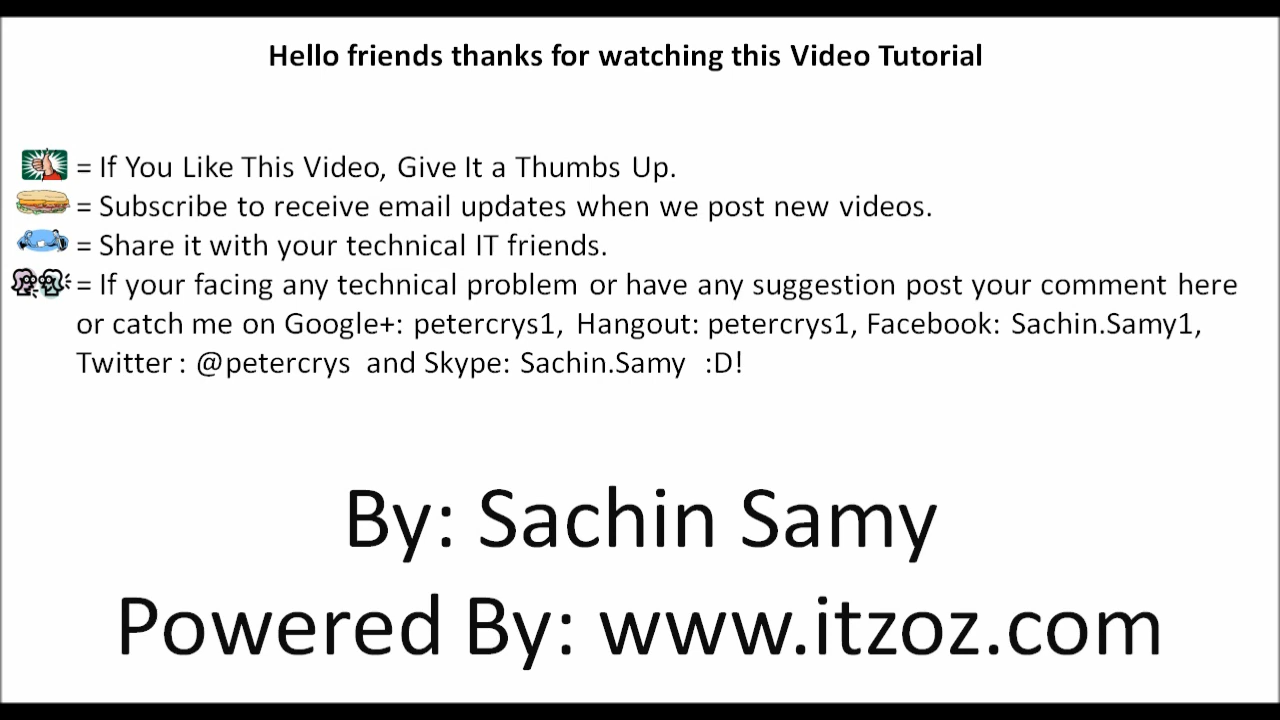 Hello friends thanks for watching this Video Tutorial
= If You Like This Video, Give It a Thumbs Up.
= Subscribe to receive email updates when we post new videos.
= Share it with your technical IT friends.
= If your facing any technical problem or have any suggestion post your comment here
or catch me on Google+: petercrys1, Hangout: petercrys1, Facebook: Sachin.Samy1,
Twitter : @petercrys and Skype: Sachin.Samy :D!
By: Sachin Samy
Powered By: www.itzoz.com